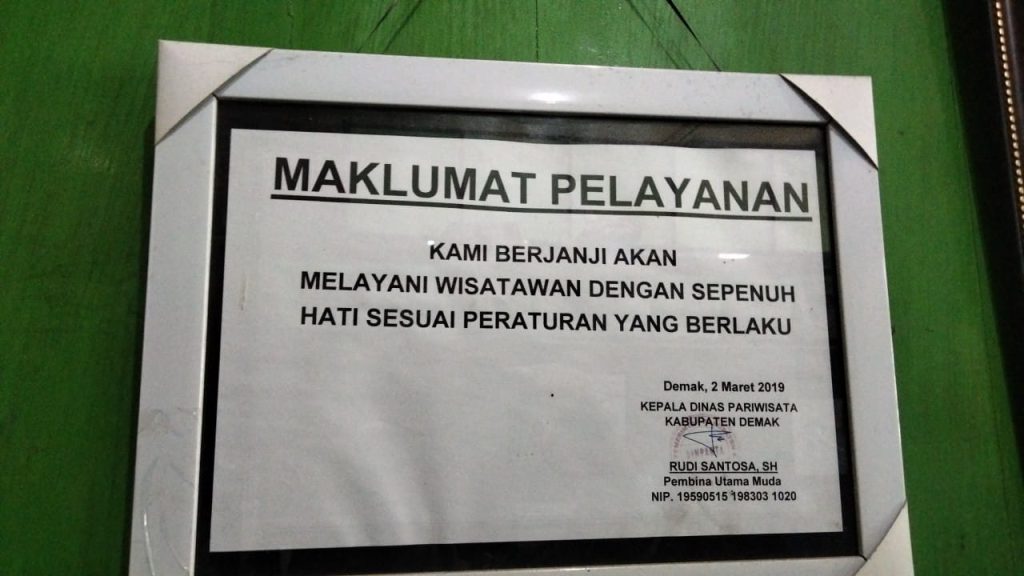 MAKLUMAT PELAYANAN
KAMI BERJANJI AKAN
MELAYANI WISATAWAN DENGAN SEPENUH
HATI SESUAI PERATURAN YANG BERLAKU
Demak, 2 Maret 2019
KEPALA DINAS PARIWISATA
KABUPATEN DEMAK
RUDI SANTOSA, SH
Pembina Utama Muda
NIP. 19590515 198303 1020